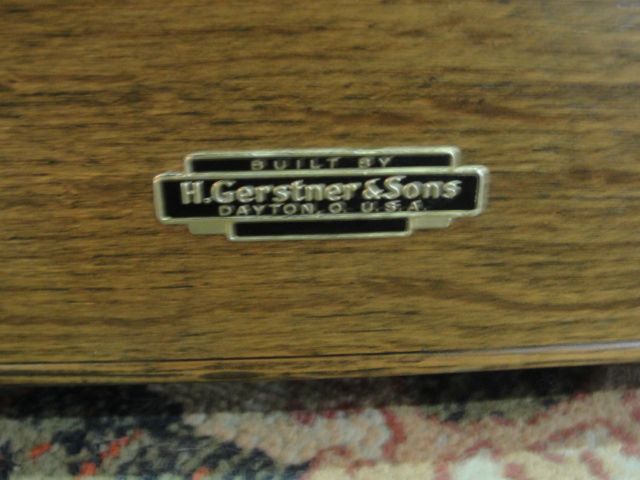 BUILT BY
H. Gerstner & Sons
DAYTON, O. U.S.A.